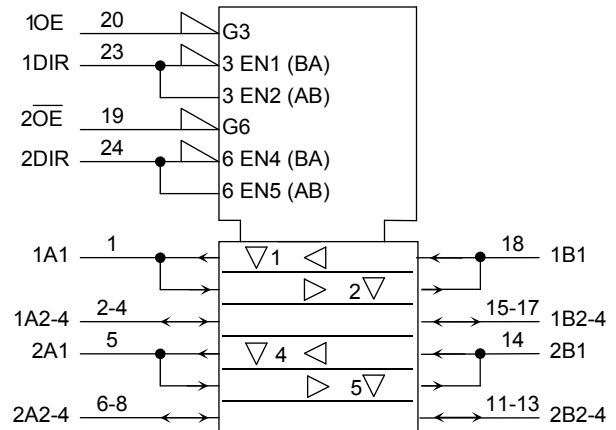 1OE 20 G3
1DIR 23 3 EN1 (BA)
3 EN2 (AB)
2O̅E̅ 19 G6
2DIR 24 6 EN4 (BA)
6 EN5 (AB)
1A1 1 1 18 1B1
2
1A2-4 2-4 15-17 1B2-4
2A1 5 4 14 2B1
5
2A2-4 6-8 11-13 2B2-4